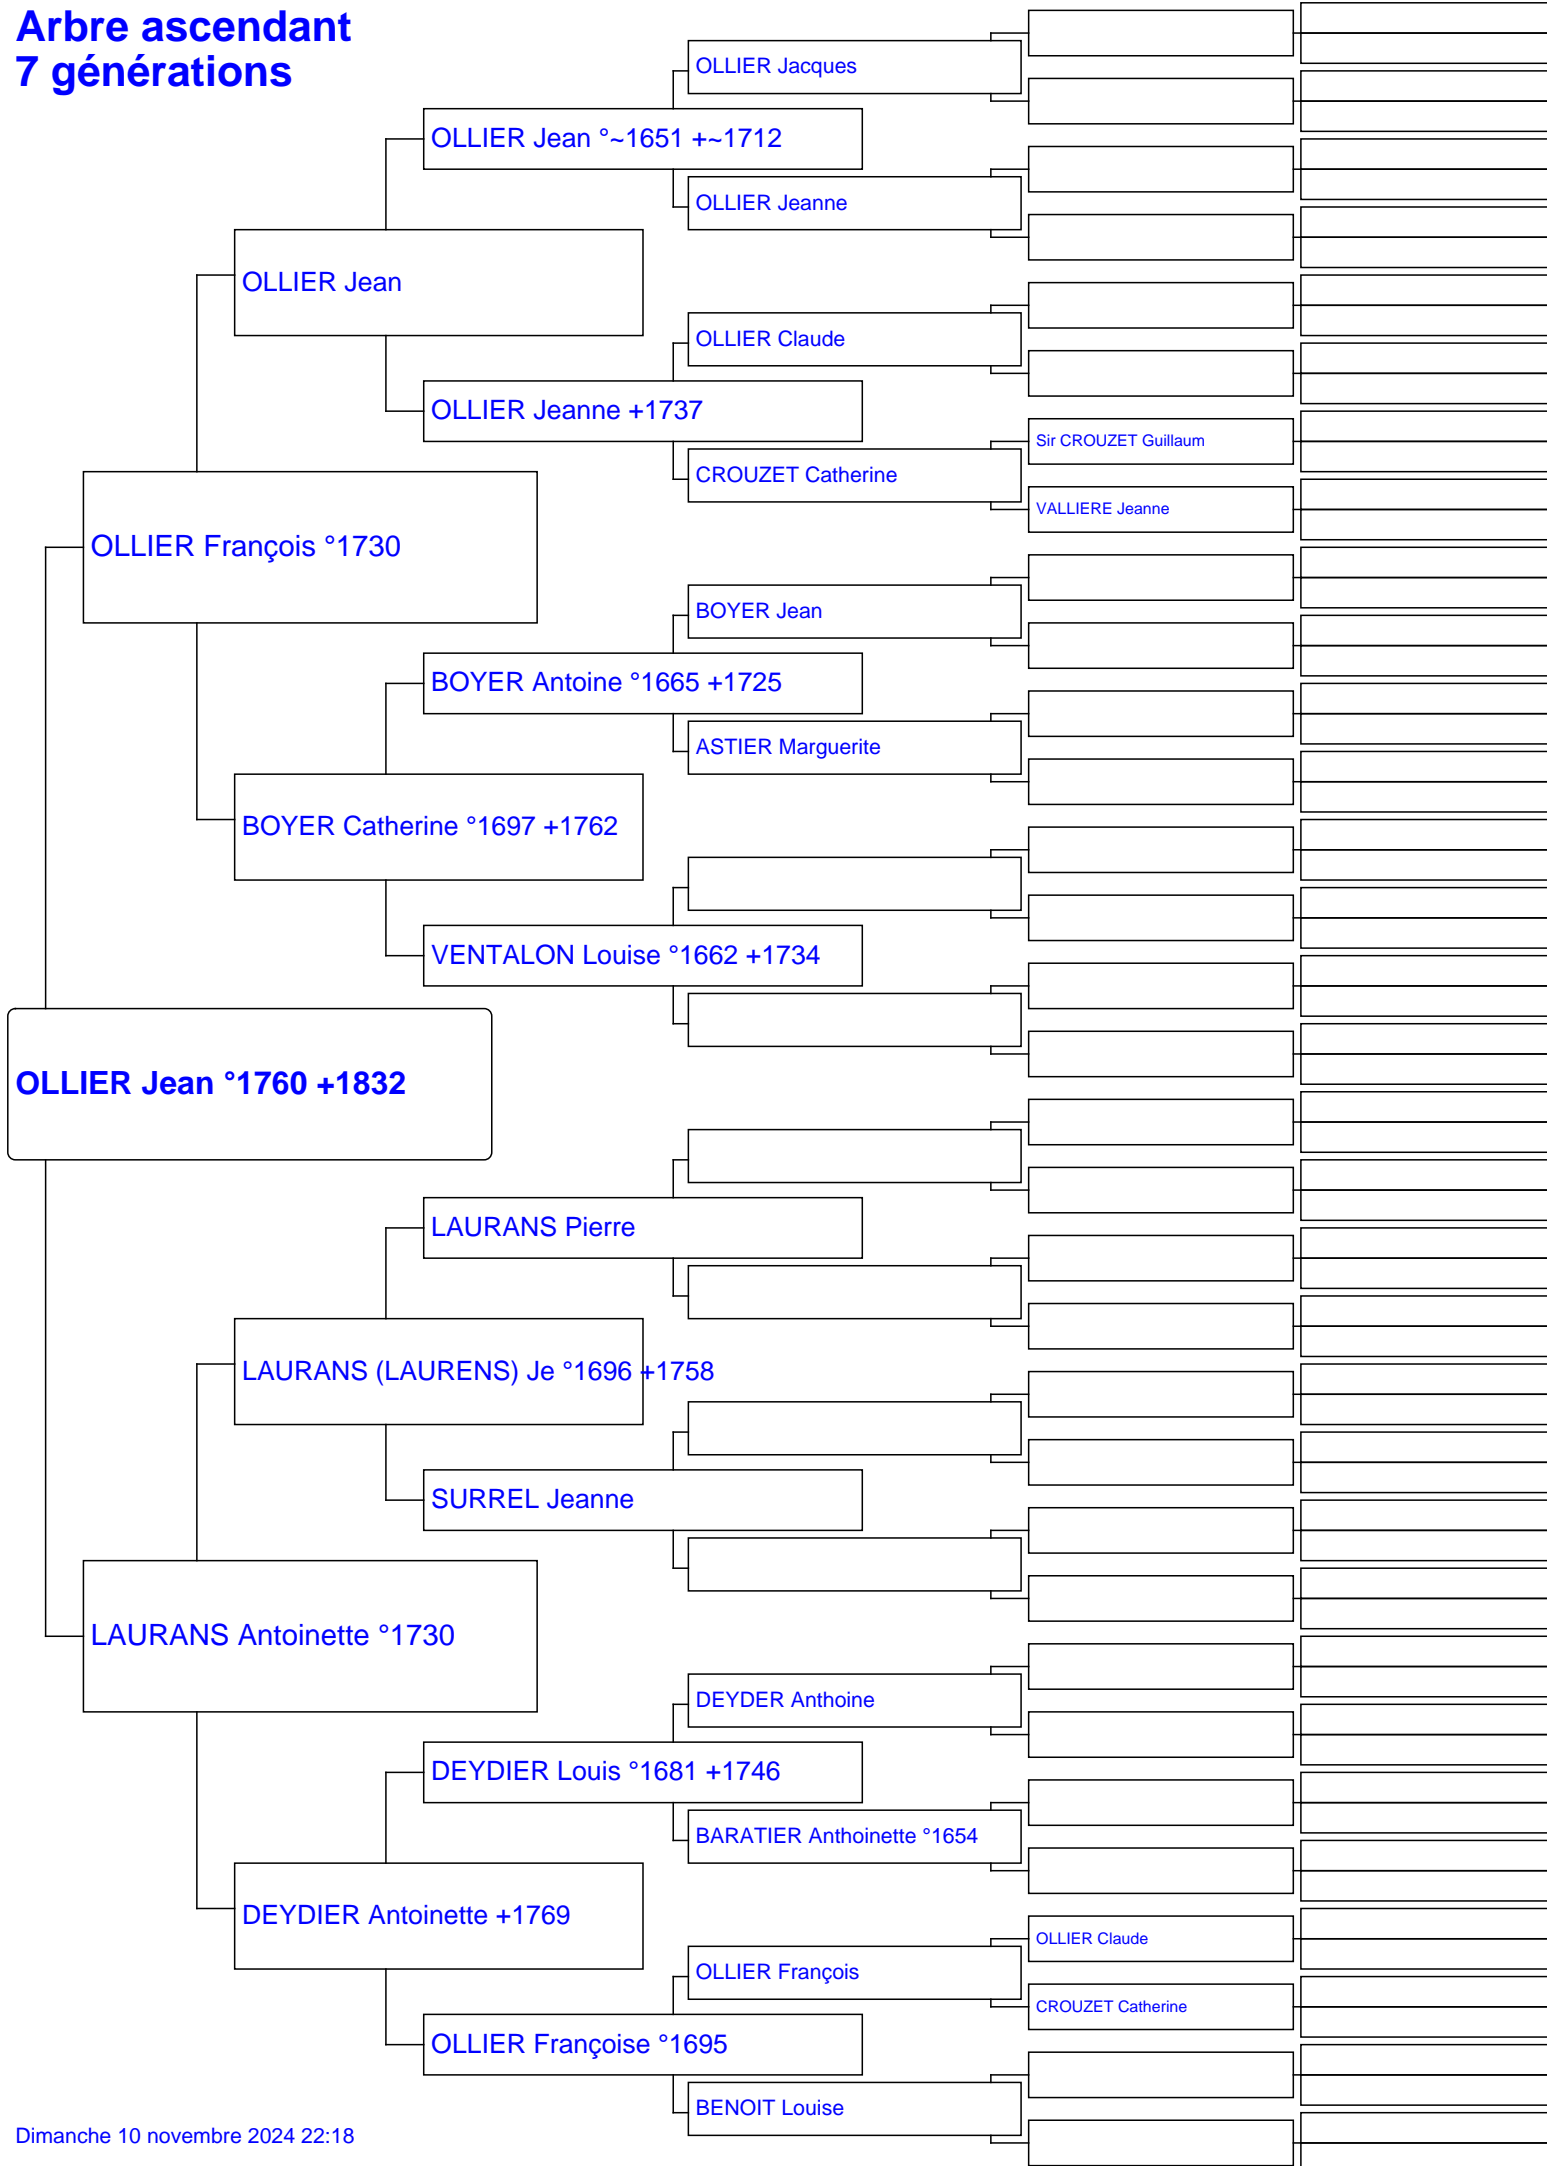 Arbre ascendant
7 générations
OLLIER Jacques
OLLIER Jean °~1651 +~1712
OLLIER Jeanne
OLLIER Jean
OLLIER Claude
OLLIER Jeanne +1737
Sir CROUZET Guillaum
CROUZET Catherine
VALLIERE Jeanne
OLLIER François °1730
BOYER Jean
BOYER Antoine °1665 +1725
ASTIER Marguerite
BOYER Catherine °1697 +1762
VENTALON Louise °1662 +1734
OLLIER Jean °1760 +1832
LAURANS Pierre
LAURANS (LAURENS) Je °1696 +1758
SURREL Jeanne
LAURANS Antoinette °1730
DEYDER Anthoine
DEYDIER Louis °1681 +1746
BARATIER Anthoinette °1654
DEYDIER Antoinette +1769
OLLIER Claude
OLLIER François
CROUZET Catherine
OLLIER Françoise °1695
BENOIT Louise
Dimanche 10 novembre 2024 22:18